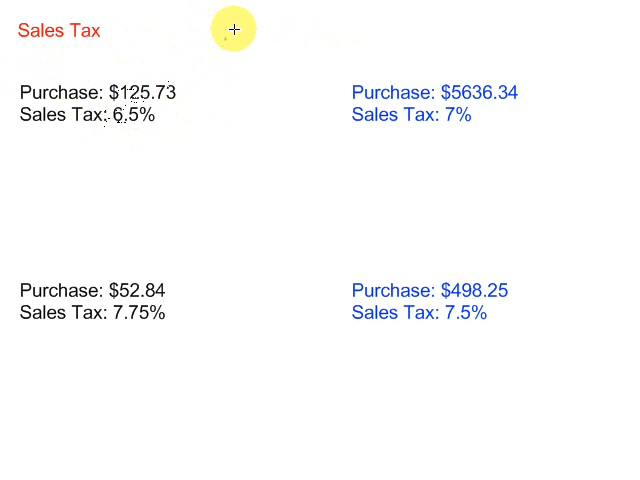 Sales Tax
Purchase: $125.73
Sales Tax: 6.5%
Purchase: $5636.34
Sales Tax: 7%
Purchase: $52.84
Sales Tax: 7.75%
Purchase: $498.25
Sales Tax: 7.5%